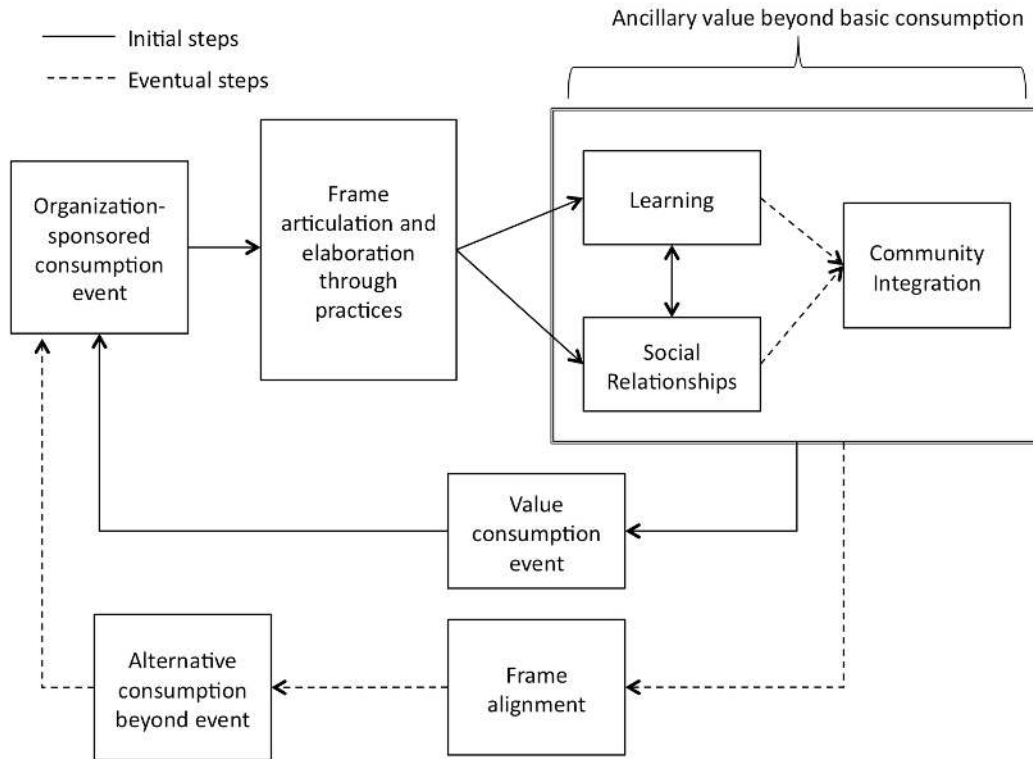 Ancillary value beyond basic consumption
Initial steps
Eventual steps
Organization-
sponsored
consumption
event
Frame
articulation and
elaboration
through
practices
Learning
Social
Relationships
Community
Integration
Value
consumption
event
Alternative
consumption
beyond event
Frame
alignment